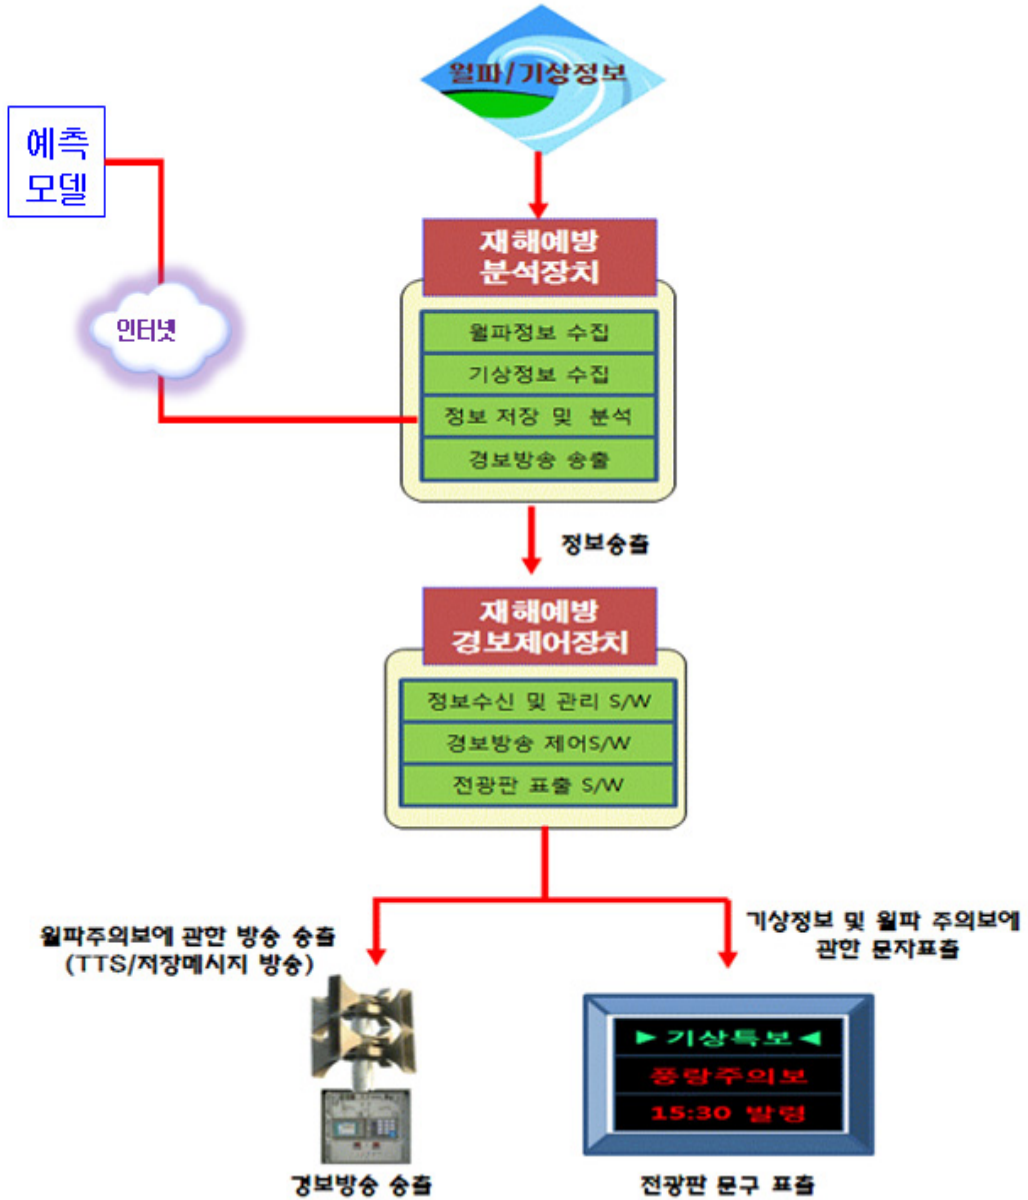 월파/기상정보
예측
모델
재해예방
분석장치
인터넷
월파정보 수집
기상정보 수집
정보 저장 및 분석
경보방송 송출
정보송출
재해예방
경보제어장치
정보수신 및 관리 S/W
경보방송 제어S/W
전광판 표출 S/W
월파주의보에 관한 방송 송출
(TTS/저장메시지 방송)
기상정보 및 월파 주의보에
관한 문자표출
▶기상특보◀
풍랑주의보
15:30 발령
경보방송 송출
전광판 문구 표출